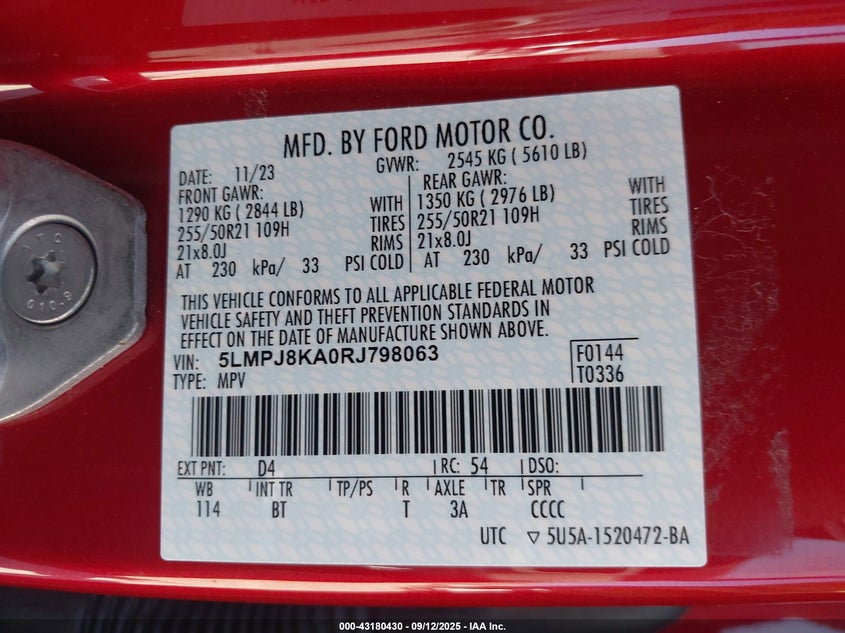 MFD. BY FORD MOTOR CO.
DATE: 11/23 GVWR: 2545 KG ( 5610 LB)
FRONT GAWR: REAR GAWR:
1290 KG ( 2844 LB) WITH 1350 KG ( 2976 LB) WITH
255/50R21 109H TIRES 255/50R21 109H TIRES
21x8.0J RIMS 21x8.0J RIMS
AT 230 kPa/ 33 PSI COLD AT 230 kPa/ 33 PSI COLD
THIS VEHICLE CONFORMS TO ALL APPLICABLE FEDERAL MOTOR
VEHICLE SAFETY AND THEFT PREVENTION STANDARDS IN
EFFECT ON THE DATE OF MANUFACTURE SHOWN ABOVE.
VIN: 5LMPJ8KA0RJ798063 F0144
TYPE: MPV T0336
EXT PNT: D4 RC: 54 DSO:
WB INT TR TP/PS R AXLE TR SPR
114 BT T 3A CCCC
UTC ▽ 5U5A-1520472-BA
ATC
010.9
000-43180430 - 09/12/2025 - IAA Inc.